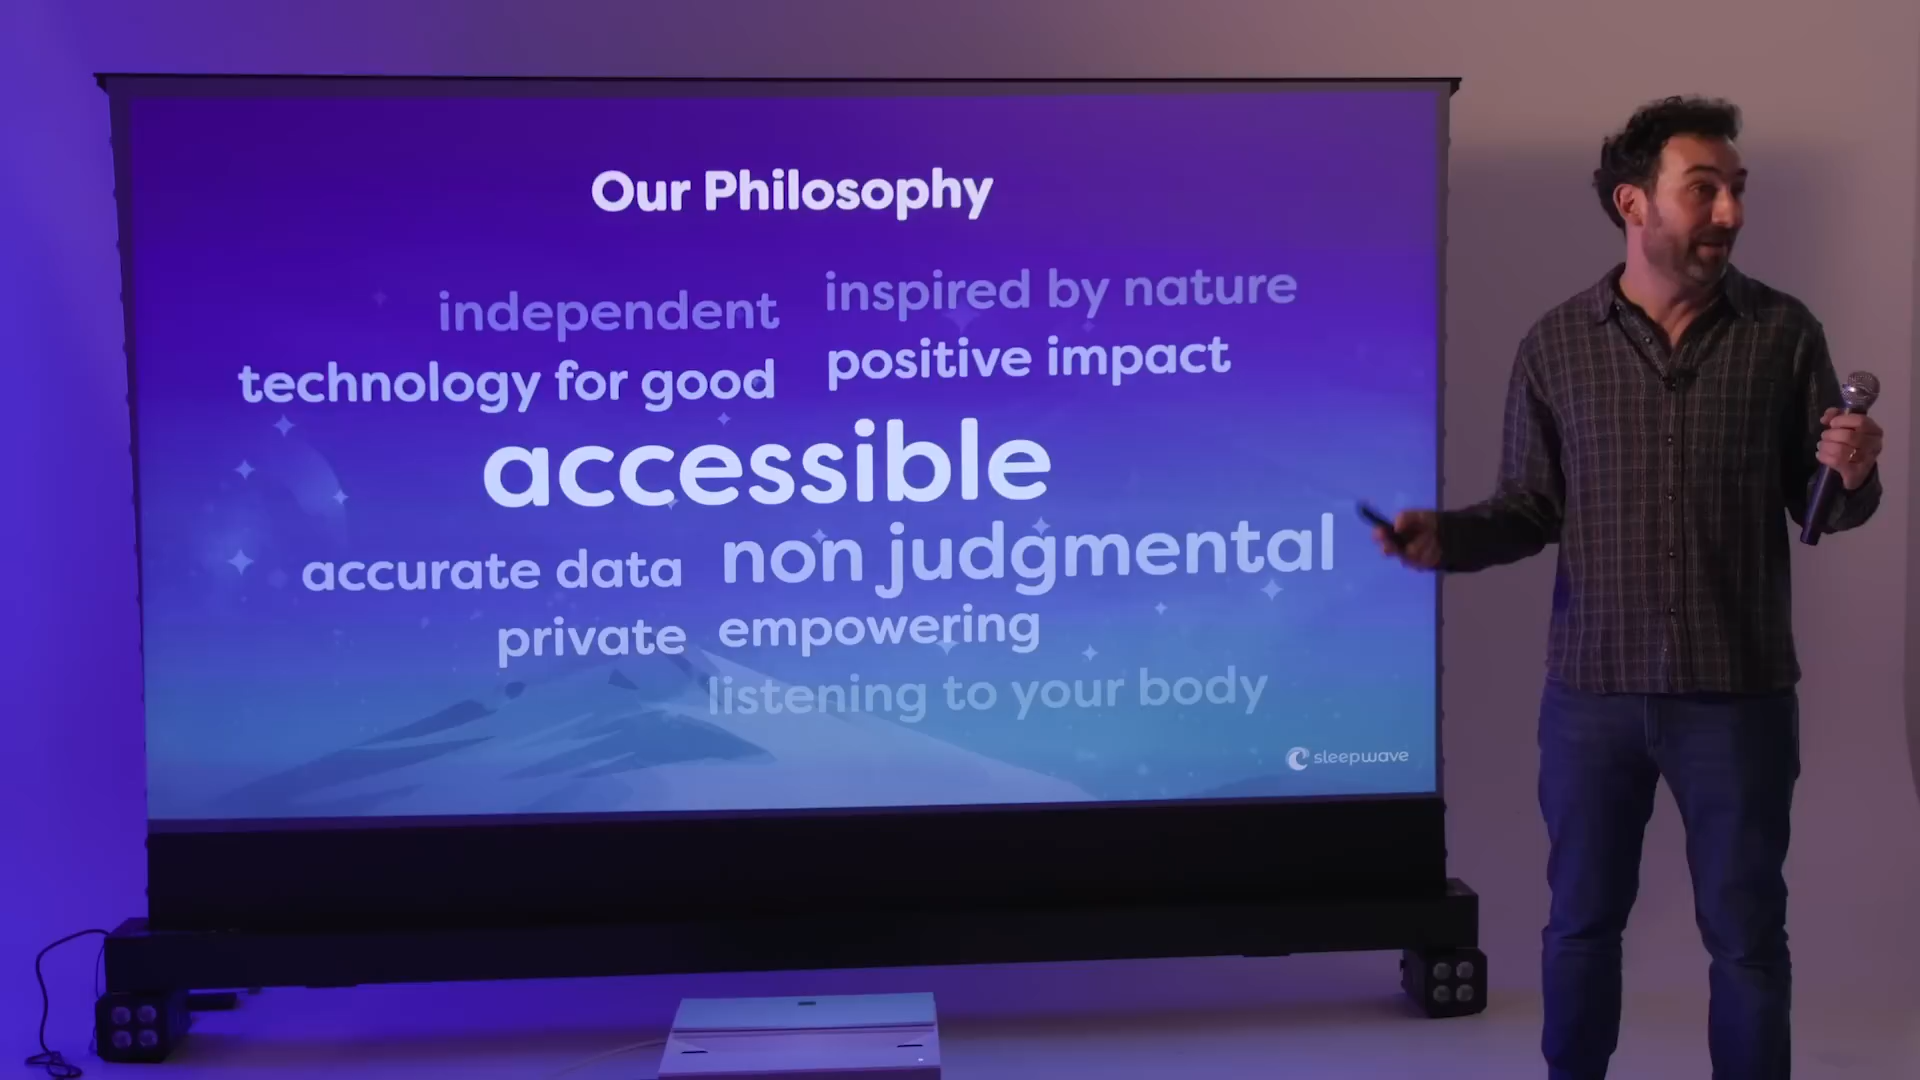 Our Philosophy
independent
inspired by nature
technology for good
positive impact
accessible
accurate data
non judgmental
private
empowering
listening to your body
sleepwave